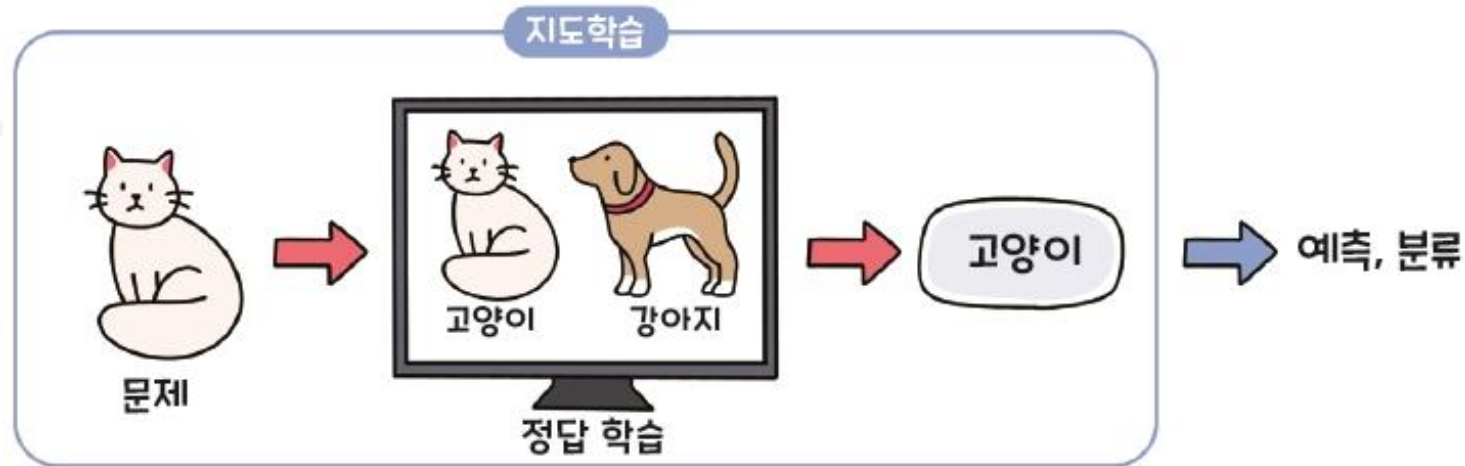 지도학습
고양이 강아지
고양이
예측, 분류
문제
정답 학습